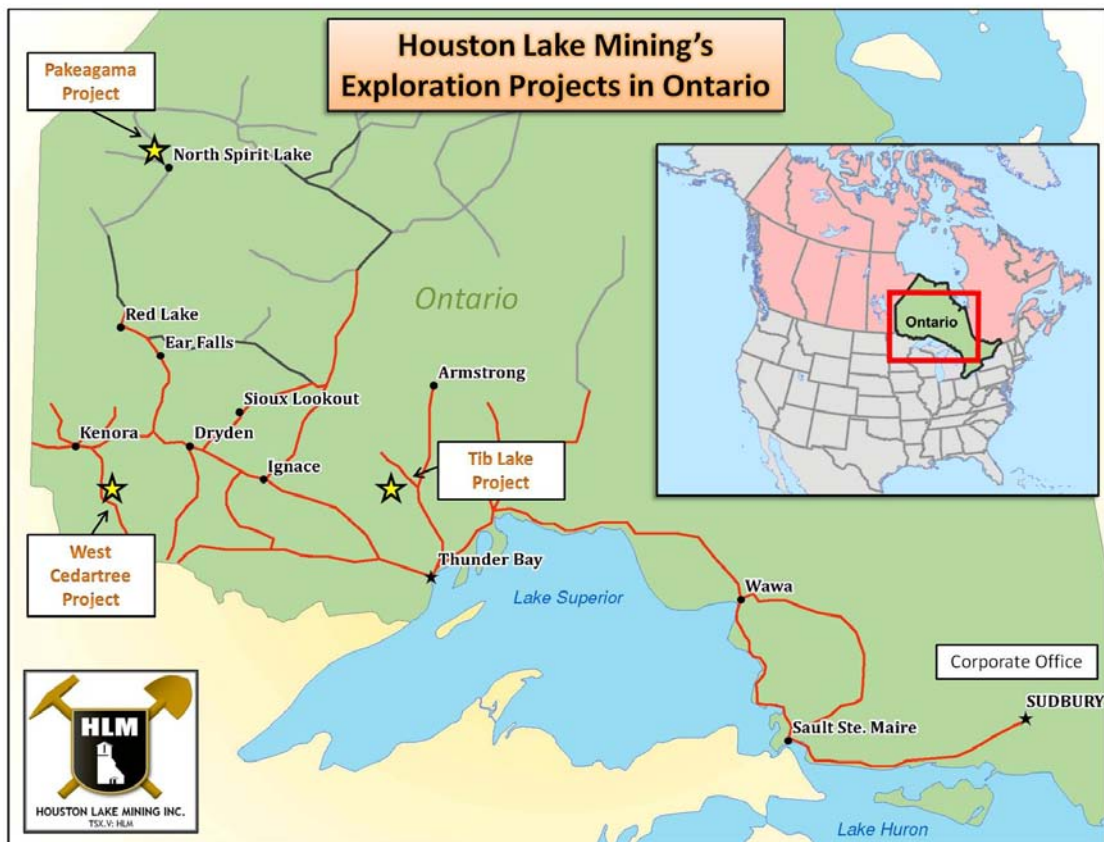 Houston Lake Mining's
Exploration Projects in Ontario
Pakeagama
Project
North Spirit Lake
Ontario
Ontario
Red Lake
Ear Falls
Armstrong
Sioux Lookout
Kenora
Dryden
Ignace
Tib Lake
Project
West
Cedartree
Project
Thunder Bay
Lake Superior
Wawa
Corporate Office
SUDBURY
Sault Ste. Maire
Lake Huron
HLM
HOUSTON LAKE MINING INC.
TSX.V: HLM